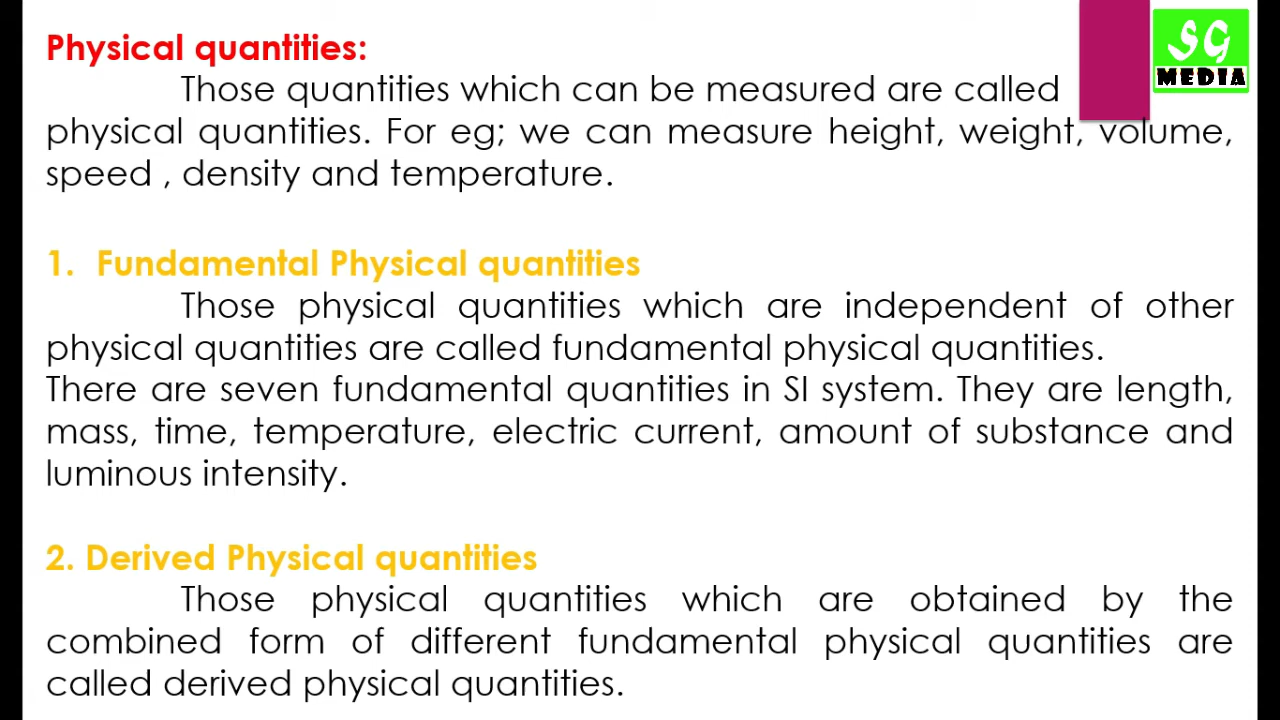 Physical quantities:
Those quantities which can be measured are called
physical quantities. For eg; we can measure height, weight, volume,
speed , density and temperature.
1. Fundamental Physical quantities
Those physical quantities which are independent of other
physical quantities are called fundamental physical quantities.
There are seven fundamental quantities in SI system. They are length,
mass, time, temperature, electric current, amount of substance and
luminous intensity.
2. Derived Physical quantities
Those physical quantities which are obtained by the
combined form of different fundamental physical quantities are
called derived physical quantities.
SG
MEDIA